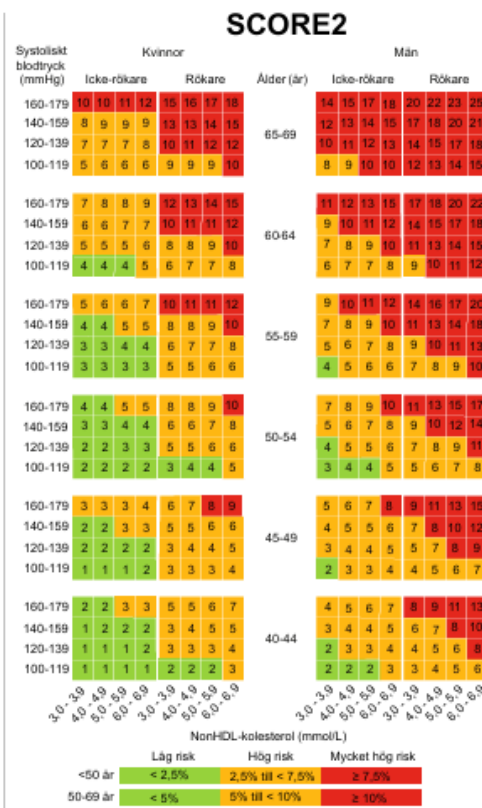 SCORE2
Systoliskt blodtryck (mmHg) Kvinnor Ålder (år) Män
Icke-rökare Rökare Icke-rökare Rökare
160-179 10 10 11 12 15 16 17 18 14 15 17 18 20 22 23 25
140-159 8 9 9 9 13 13 14 15 12 13 14 15 17 18 20 21
120-139 7 7 7 8 10 11 12 12 65-69 10 11 12 13 14 15 17 18
100-119 5 6 6 6 9 9 9 10 8 9 10 10 12 13 14 15
160-179 7 8 8 9 12 13 14 15 11 12 13 15 17 18 20 22
140-159 6 6 7 7 10 11 11 12 60-64 9 10 11 12 14 15 17 18
120-139 5 5 5 6 8 8 9 10 7 8 9 10 11 13 14 15
100-119 4 4 4 5 6 7 7 8 6 7 7 8 9 10 11 12
160-179 5 6 6 7 10 11 11 12 9 10 11 12 14 16 17 20
140-159 4 4 5 5 8 8 9 10 55-59 7 8 9 10 11 13 14 18
120-139 3 3 4 4 6 7 7 8 5 6 7 8 9 10 11 13
100-119 3 3 3 3 5 5 6 6 4 5 6 6 7 8 9 10
160-179 4 4 5 5 8 8 9 10 7 8 9 10 11 13 15 17
140-159 3 3 4 4 6 6 7 8 50-54 5 6 7 8 9 10 12 14
120-139 2 2 3 3 5 5 6 6 4 5 5 6 7 8 9 11
100-119 2 2 2 2 3 4 4 5 3 4 4 5 5 6 7 8
160-179 3 3 3 4 6 7 8 9 5 6 7 8 9 11 13 15
140-159 2 2 3 3 4 5 6 6 45-49 4 5 5 6 7 8 10 12
120-139 2 2 2 2 3 4 4 5 3 4 4 5 5 7 8 9
100-119 1 1 1 2 3 3 3 4 2 3 3 4 4 5 6 7
160-179 2 2 3 3 5 5 6 7 4 5 6 7 8 9 11 13
140-159 1 2 2 2 3 4 5 5 40-44 3 4 4 5 6 7 8 10
120-139 1 1 1 2 3 3 3 4 2 3 3 4 4 5 6 8
100-119 1 1 1 1 2 2 2 3 2 2 2 3 3 4 5 6
3,0 - 3,9 4,0 - 4,9 5,0 - 5,9 6,0 - 6,9 3,0 - 3,9 4,0 - 4,9 5,0 - 5,9 6,0 - 6,9 3,0 - 3,9 4,0 - 4,9 5,0 - 5,9 6,0 - 6,9 3,0 - 3,9 4,0 - 4,9 5,0 - 5,9 6,0 - 6,9
NonHDL-kolesterol (mmol/L)
Låg risk Hög risk Mycket hög risk
<50 år < 2,5% 2,5% till < 7,5% ≥ 7,5%
50-69 år < 5% 5% till < 10% ≥ 10%